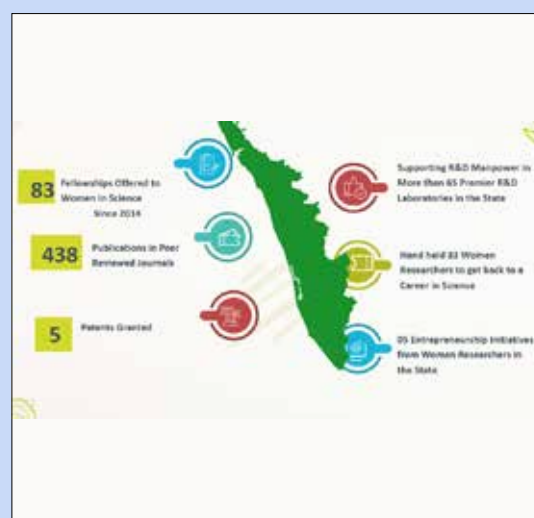 83
Fellowships Offered to
Women in Science
Since 2014
438
Publications in Peer
Reviewed Journals
5
Patents Granted
Supporting R&D Manpower in
More than 65 Premier R&D
Laboratories in the State
Hand held 83 Women
Researchers to get back to a
Career in Science
05 Entrepreneurship Initiatives
from Women Researchers in
the State